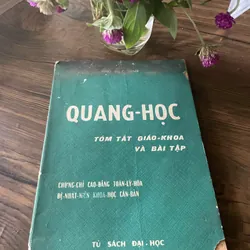 QUANG-HỌC
TÓM TẮT GIÁO-KHOA
VÀ BÀI TẬP
CHỨNG-CHỈ CAO-ĐẲNG TOÁN-LÝ-HÓA
ĐỆ-NHẤT-NIÊN KHOA-HỌC CĂN-BẢN
TỦ SÁCH ĐẠI-HỌC